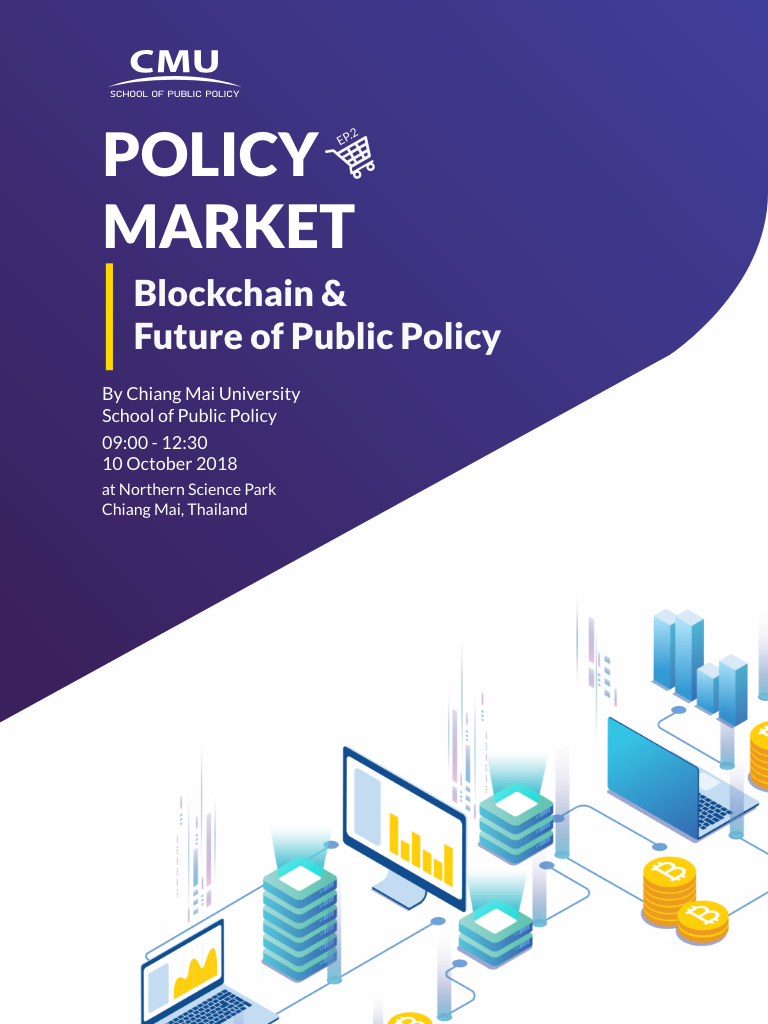 CMU
SCHOOL OF PUBLIC POLICY
POLICY
EP.2
MARKET
Blockchain &
Future of Public Policy
By Chiang Mai University
School of Public Policy
09:00 - 12:30
10 October 2018
at Northern Science Park
Chiang Mai, Thailand